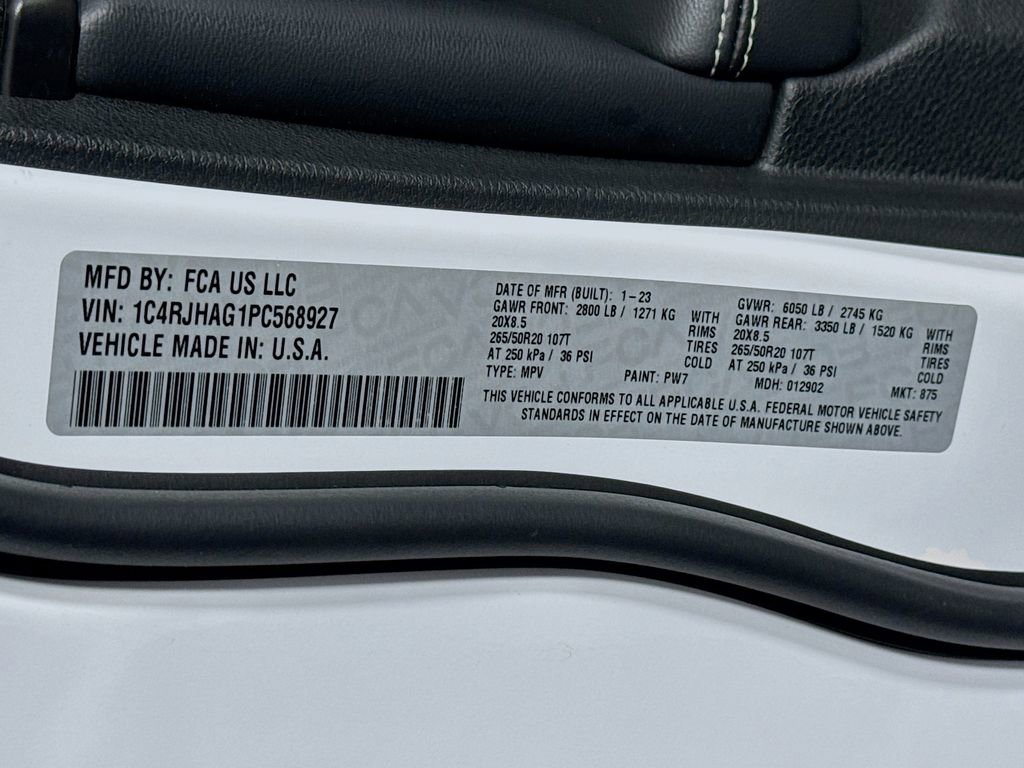 MFD BY: FCA US LLC
VIN: 1C4RJHAG1PC568927
VEHICLE MADE IN: U.S.A.
DATE OF MFR (BUILT): 1-23
GAWR FRONT: 2800 LB / 1271 KG WITH
20X8.5 RIMS
265/50R20 107T TIRES
AT 250 kPa / 36 PSI COLD
TYPE: MPV PAINT: PW7
GVWR: 6050 LB / 2745 KG
GAWR REAR: 3350 LB / 1520 KG WITH
20X8.5 RIMS
265/50R20 107T TIRES
AT 250 kPa / 36 PSI COLD
MDH: 012902 MKT: 875
THIS VEHICLE CONFORMS TO ALL APPLICABLE U.S.A. FEDERAL MOTOR VEHICLE SAFETY
STANDARDS IN EFFECT ON THE DATE OF MANUFACTURE SHOWN ABOVE.